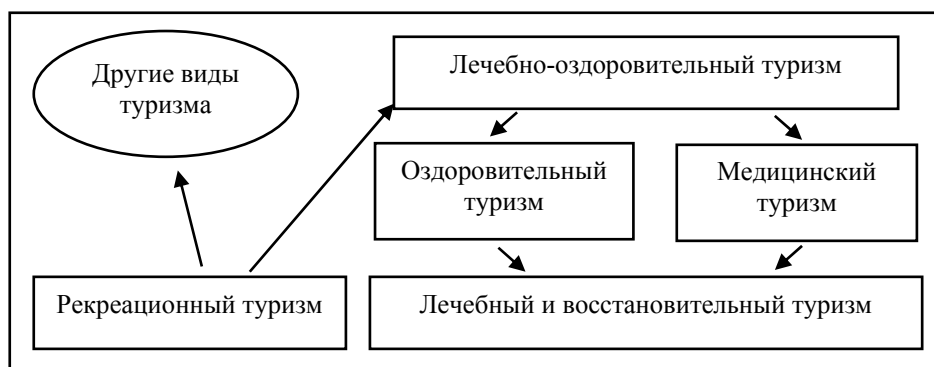 Другие виды
туризма
Лечебно-оздоровительный туризм
Оздоровительный
туризм
Медицинский
туризм
Рекреационный туризм
Лечебный и восстановительный туризм